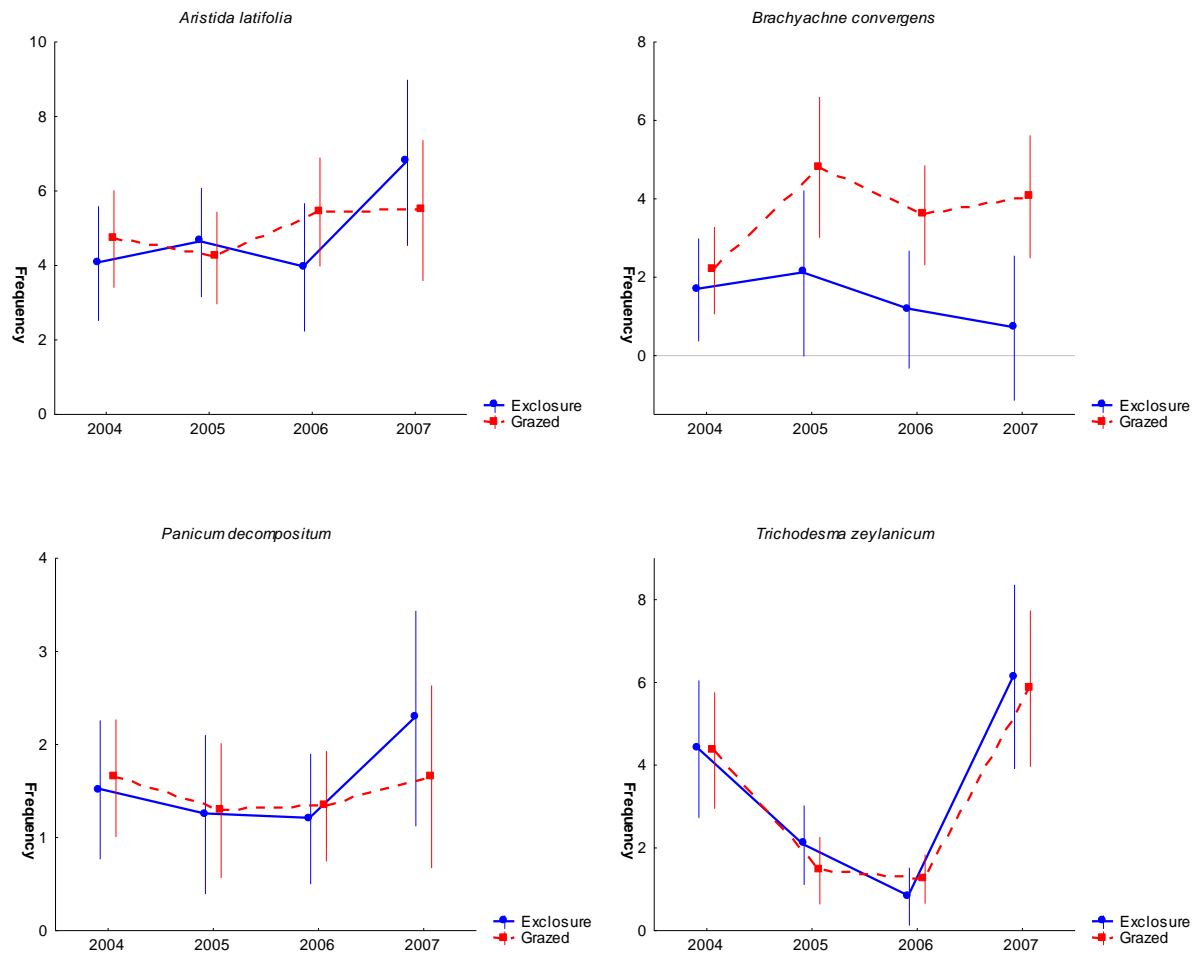 Aristida latifolia
10
8
6
4
2
0
Frequency
2004 2005 2006 2007
Exclosure
Grazed
Brachyachne convergens
8
6
4
2
0
Frequency
2004 2005 2006 2007
Exclosure
Grazed
Panicum decompositum
4
3
2
1
0
Frequency
2004 2005 2006 2007
Exclosure
Grazed
Trichodesma zeylanicum
8
6
4
2
0
Frequency
2004 2005 2006 2007
Exclosure
Grazed